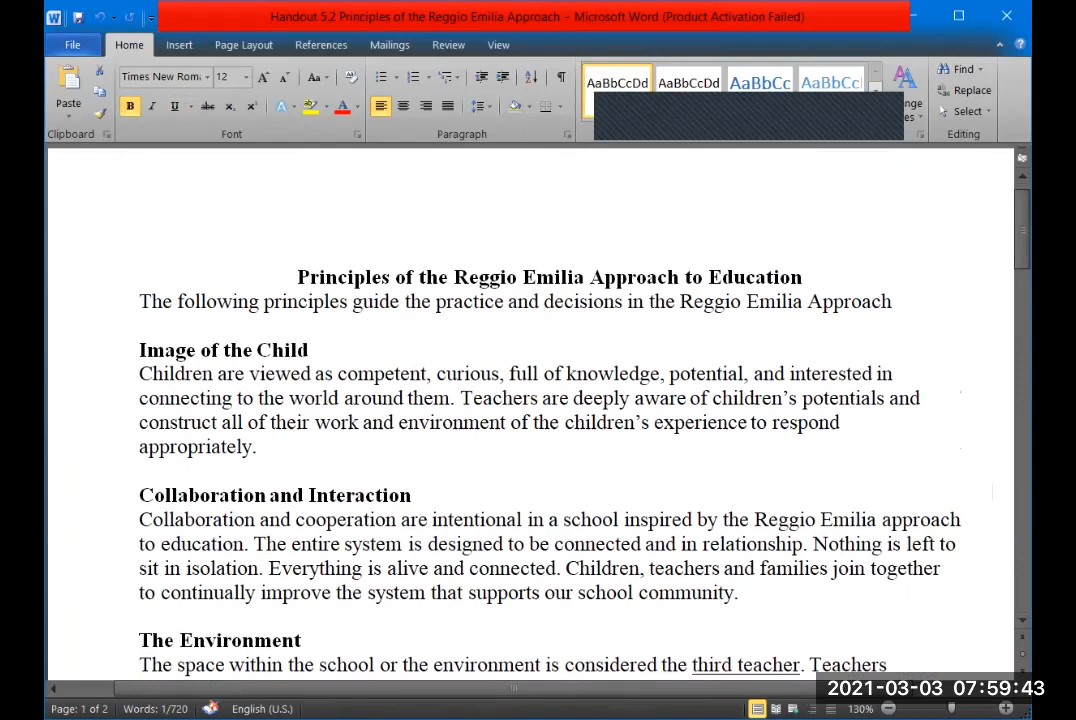 Handout 5.2 Principles of the Reggio Emilia Approach - Microsoft Word (Product Activation Failed)
File Home Insert Page Layout References Mailings Review View
Times New Rom 12
AaBbCcDd AaBbCcDd AaBbCc AaBbCc
Find
Replace
Select
Paste
Clipboard Font Paragraph Editing
Principles of the Reggio Emilia Approach to Education
The following principles guide the practice and decisions in the Reggio Emilia Approach
Image of the Child
Children are viewed as competent, curious, full of knowledge, potential, and interested in
connecting to the world around them. Teachers are deeply aware of children’s potentials and
construct all of their work and environment of the children’s experience to respond
appropriately.
Collaboration and Interaction
Collaboration and cooperation are intentional in a school inspired by the Reggio Emilia approach
to education. The entire system is designed to be connected and in relationship. Nothing is left to
sit in isolation. Everything is alive and connected. Children, teachers and families join together
to continually improve the system that supports our school community.
The Environment
The space within the school or the environment is considered the third teacher. Teachers
2021-03-03 07:59:43
Page: 1 of 2 Words: 1/720 English (U.S.) 130%